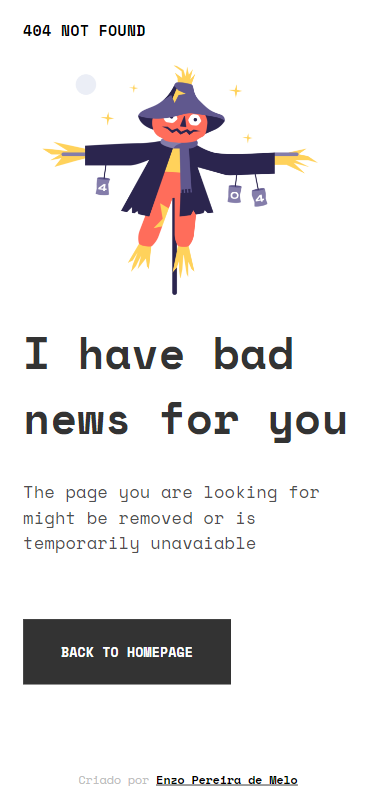 404 NOT FOUND
4
0
4
I have bad
news for you
The page you are looking for
might be removed or is
temporarily unavaiable
BACK TO HOMEPAGE
Criado por Enzo Pereira de Melo